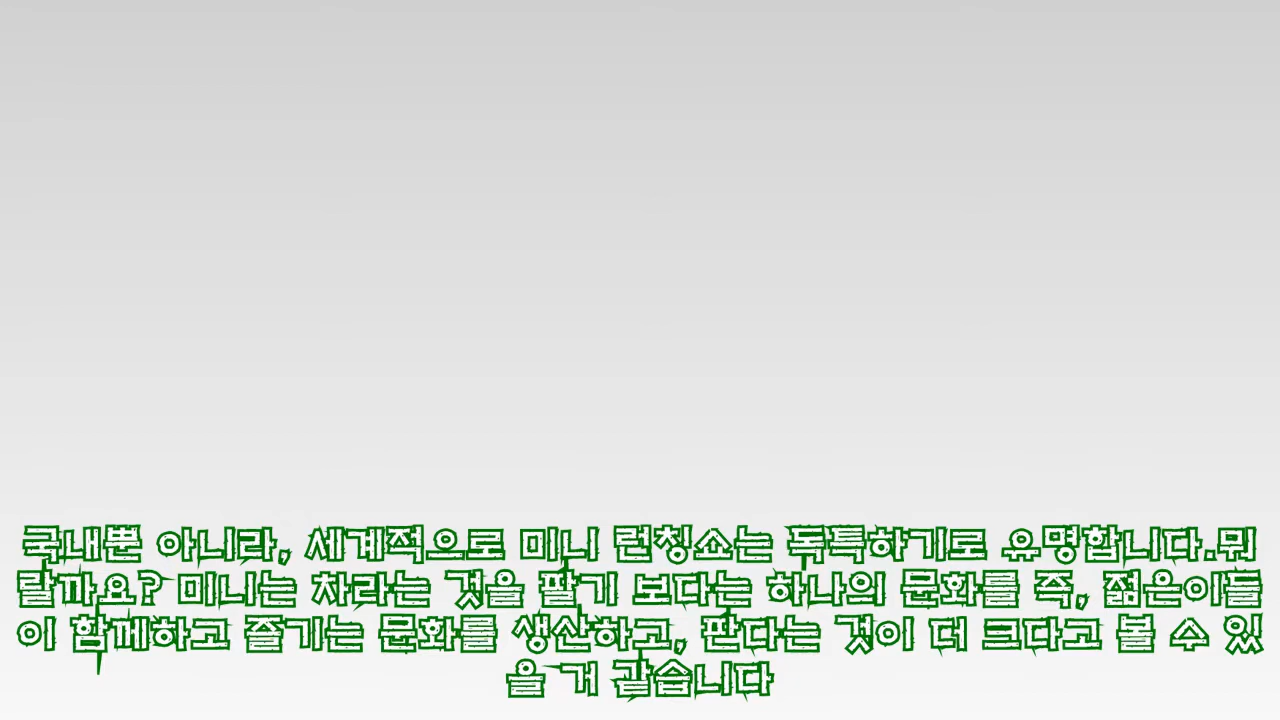 국내뿐 아니라, 세계적으로 미니 런칭쇼는 독특하기로 유명합니다.뭐
랄까요? 미니는 차라는 것을 팔기 보다는 하나의 문화를 즉, 젊은이들
이 함께하고 즐기는 문화를 생산하고, 판다는 것이 더 크다고 볼 수 있
을 거 같습니다